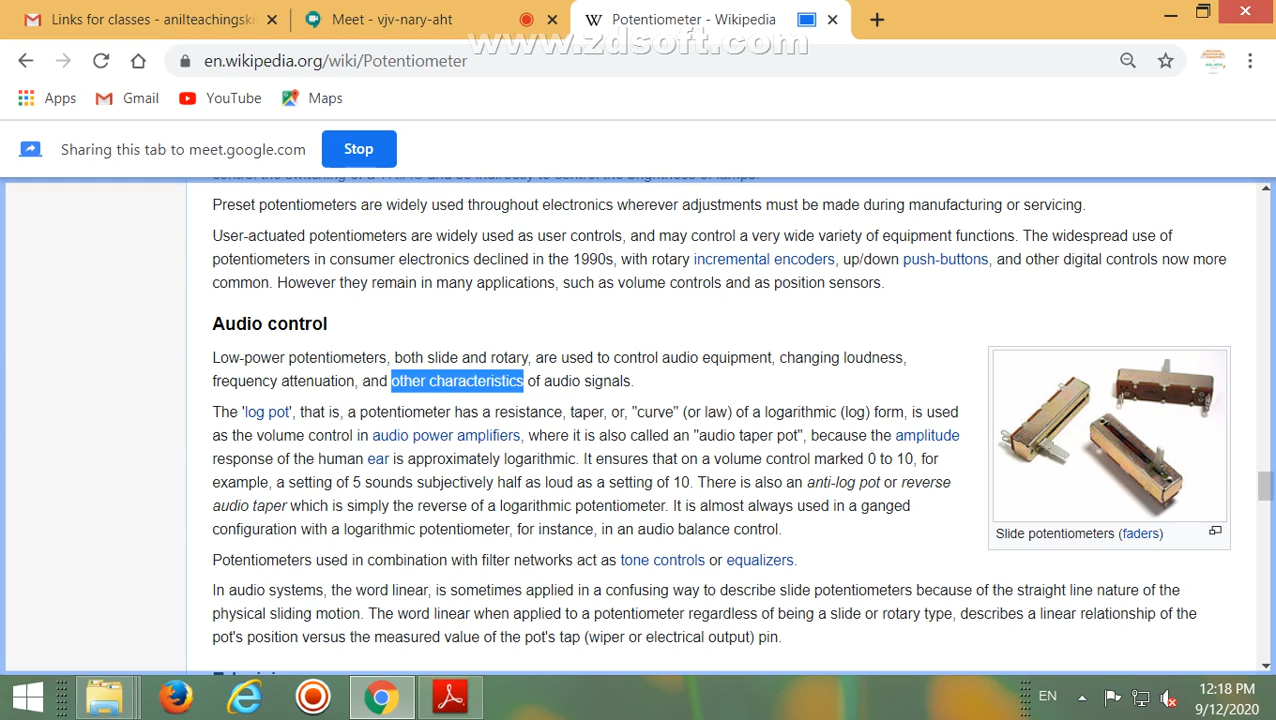 Links for classes - anilteachingski
Meet - vjv-nary-aht
Potentiometer - Wikipedia
www.zdsoft.com
en.wikipedia.org/wiki/Potentiometer
Apps
Gmail
YouTube
Maps
Sharing this tab to meet.google.com
Stop
Preset potentiometers are widely used throughout electronics wherever adjustments must be made during manufacturing or servicing.
User-actuated potentiometers are widely used as user controls, and may control a very wide variety of equipment functions. The widespread use of
potentiometers in consumer electronics declined in the 1990s, with rotary incremental encoders, up/down push-buttons, and other digital controls now more
common. However they remain in many applications, such as volume controls and as position sensors.
Audio control
Low-power potentiometers, both slide and rotary, are used to control audio equipment, changing loudness,
frequency attenuation, and other characteristics of audio signals.
The 'log pot', that is, a potentiometer has a resistance, taper, or, "curve" (or law) of a logarithmic (log) form, is used
as the volume control in audio power amplifiers, where it is also called an "audio taper pot", because the amplitude
response of the human ear is approximately logarithmic. It ensures that on a volume control marked 0 to 10, for
example, a setting of 5 sounds subjectively half as loud as a setting of 10. There is also an anti-log pot or reverse
audio taper which is simply the reverse of a logarithmic potentiometer. It is almost always used in a ganged
configuration with a logarithmic potentiometer, for instance, in an audio balance control.
Slide potentiometers (faders)
Potentiometers used in combination with filter networks act as tone controls or equalizers.
In audio systems, the word linear, is sometimes applied in a confusing way to describe slide potentiometers because of the straight line nature of the
physical sliding motion. The word linear when applied to a potentiometer regardless of being a slide or rotary type, describes a linear relationship of the
pot's position versus the measured value of the pot's tap (wiper or electrical output) pin.
EN
12:18 PM
9/12/2020